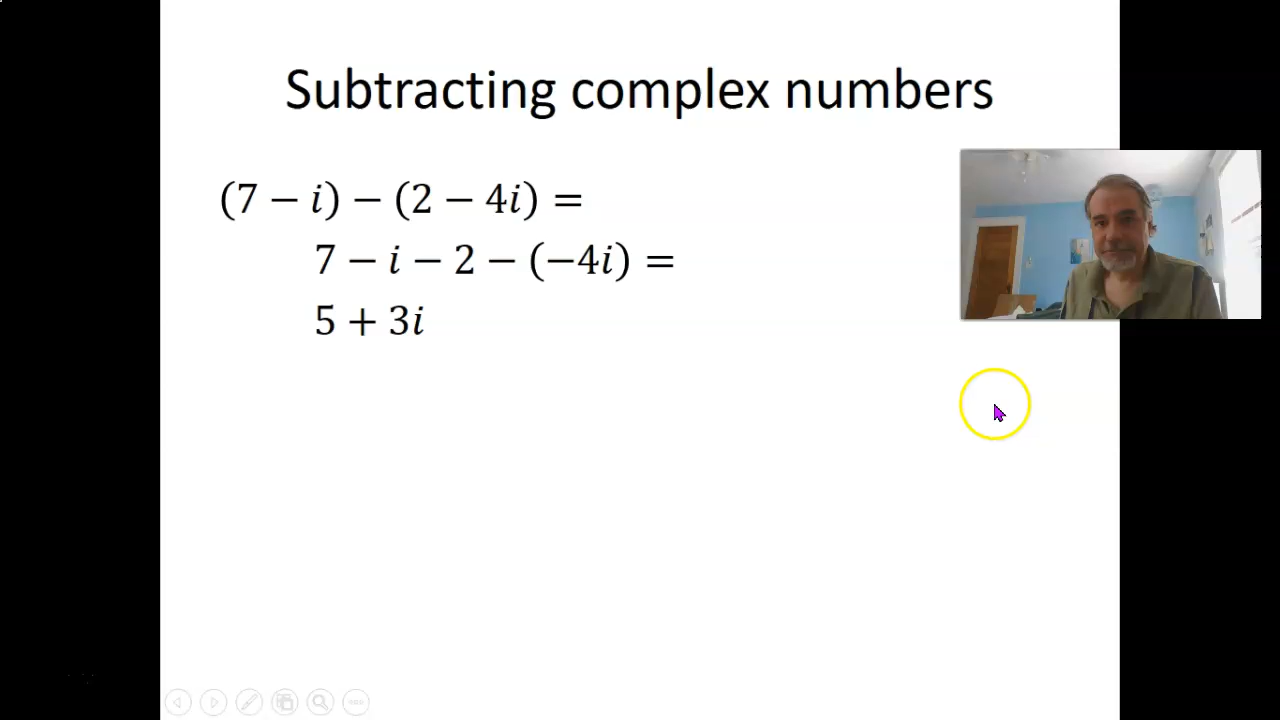 Subtracting complex numbers
(7 − i) − (2 − 4i) =
7 − i − 2 − (−4i) =
5 + 3i